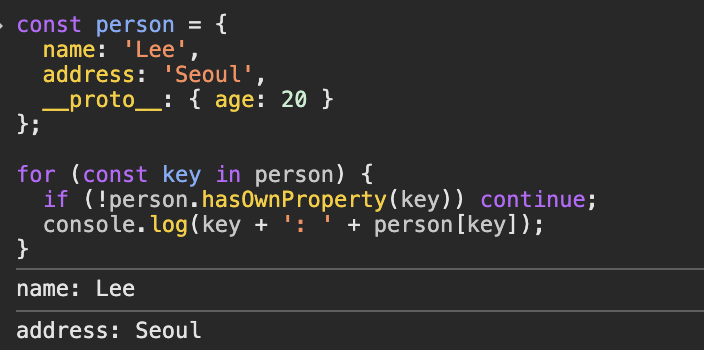 const person = {
  name: 'Lee',
  address: 'Seoul',
  __proto__: { age: 20 }
};

for (const key in person) {
  if (!person.hasOwnProperty(key)) continue;
  console.log(key + ': ' + person[key]);
}
name: Lee
address: Seoul